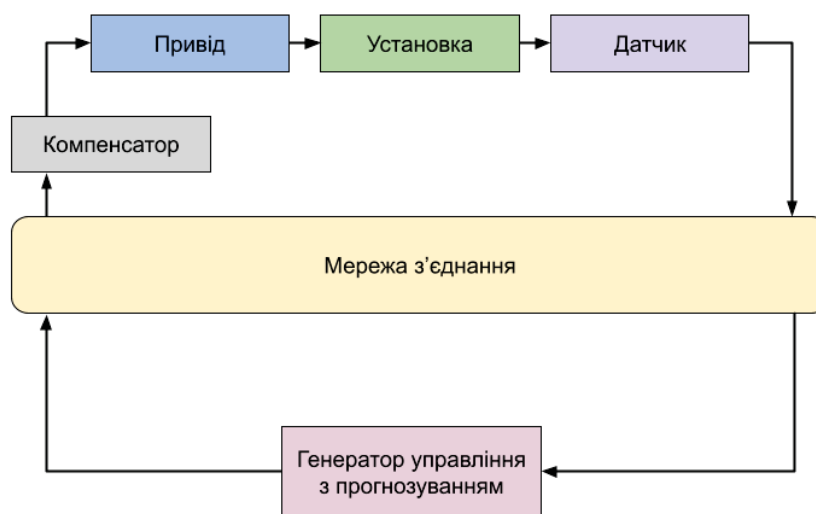 Привід
Установка
Датчик
Компенсатор
Мережа з’єднання
Генератор управління
з прогнозуванням